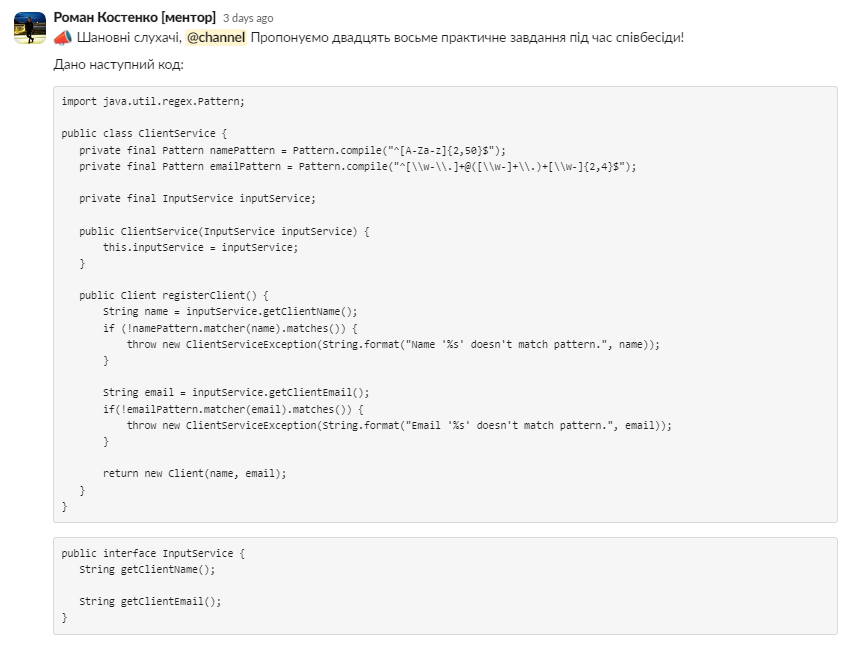 Роман Костенко [ментор] 3 days ago
Шановні слухачі, @channel Пропонуємо двадцять восьме практичне завдання під час співбесіди!
Дано наступний код:
import java.util.regex.Pattern;
public class ClientService {
private final Pattern namePattern = Pattern.compile("^[A-Za-z]{2,50}$");
private final Pattern emailPattern = Pattern.compile("^[\\w-\\.]+@([\\w-]+\\.)+[\\w-]{2,4}$");
private final InputService inputService;
public ClientService(InputService inputService) {
this.inputService = inputService;
}
public Client registerClient() {
String name = inputService.getClientName();
if (!namePattern.matcher(name).matches()) {
throw new ClientServiceException(String.format("Name '%s' doesn't match pattern.", name));
}
String email = inputService.getClientEmail();
if(!emailPattern.matcher(email).matches()) {
throw new ClientServiceException(String.format("Email '%s' doesn't match pattern.", email));
}
return new Client(name, email);
}
}
public interface InputService {
String getClientName();
String getClientEmail();
}